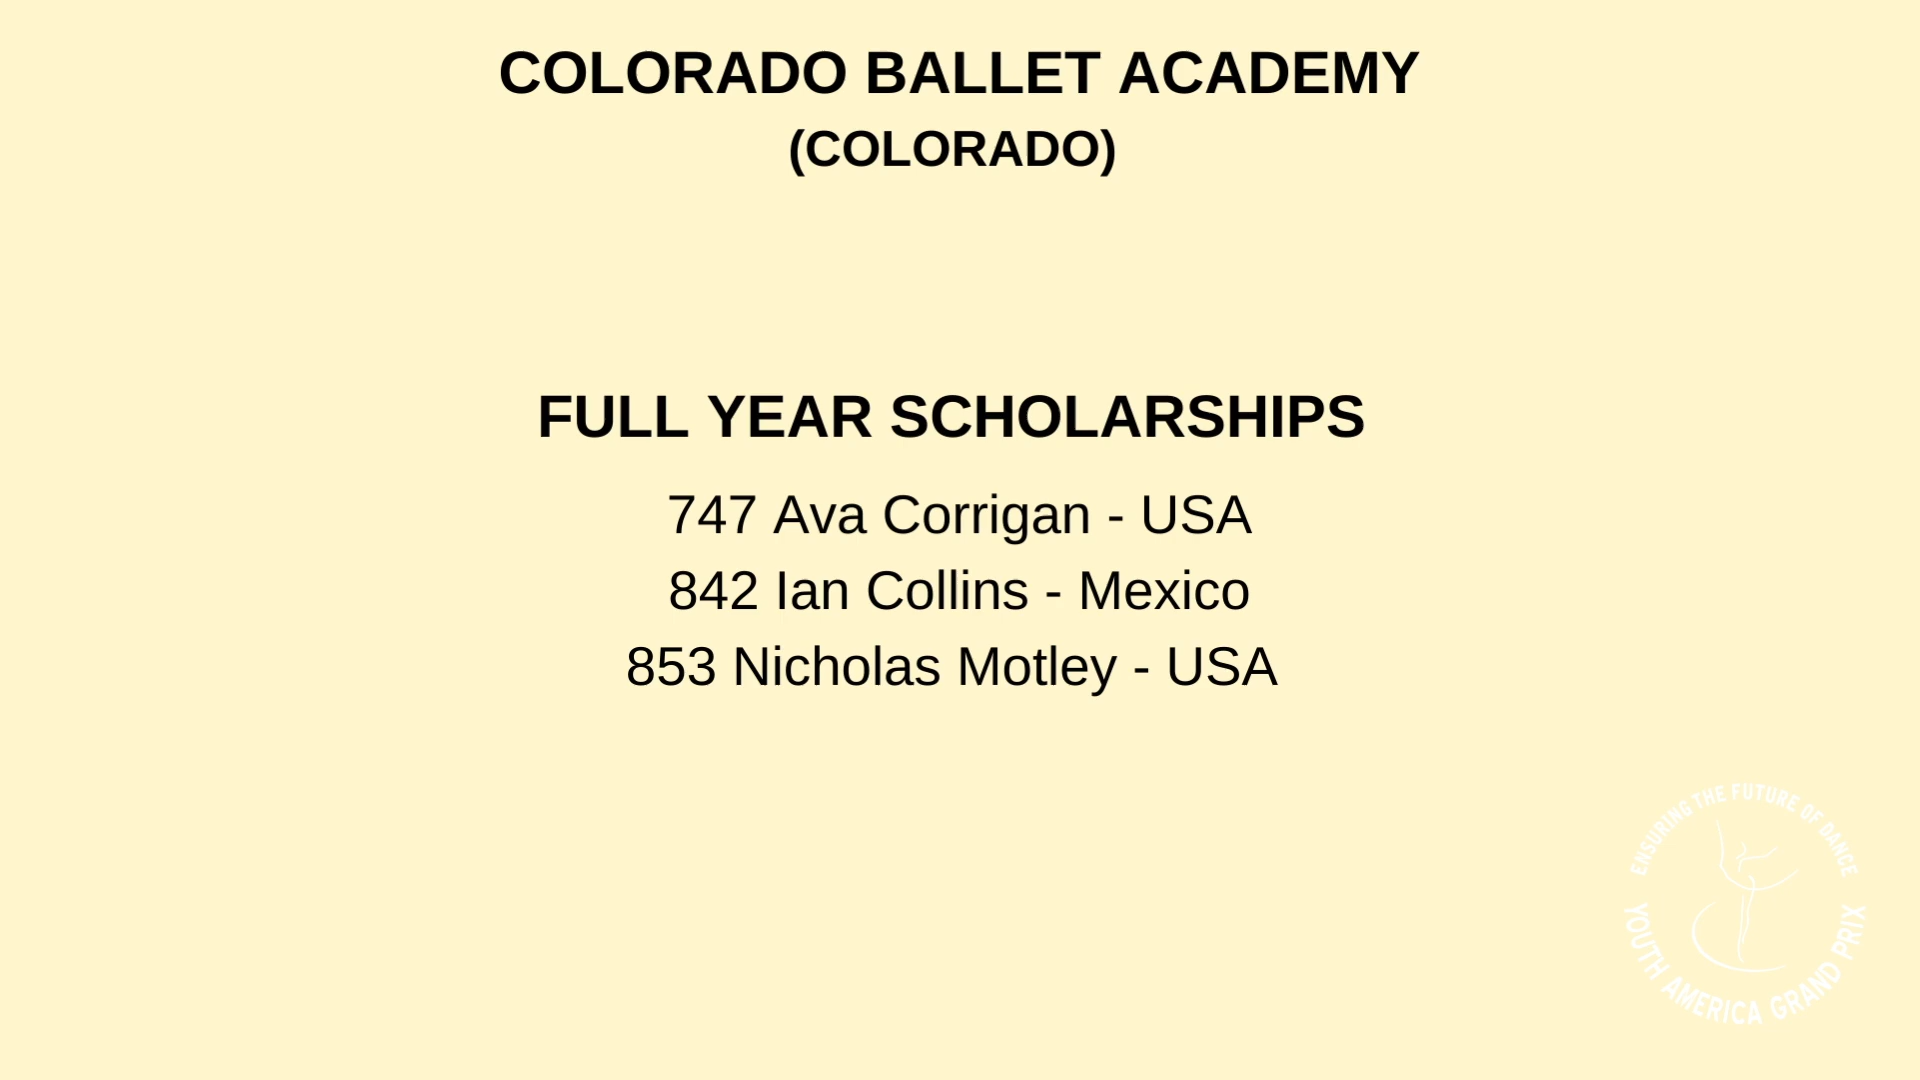 COLORADO BALLET ACADEMY
(COLORADO)
FULL YEAR SCHOLARSHIPS
747 Ava Corrigan - USA
842 Ian Collins - Mexico
853 Nicholas Motley - USA
ENSURING THE FUTURE OF DANCE
YOUTH AMERICA GRAND PRIX